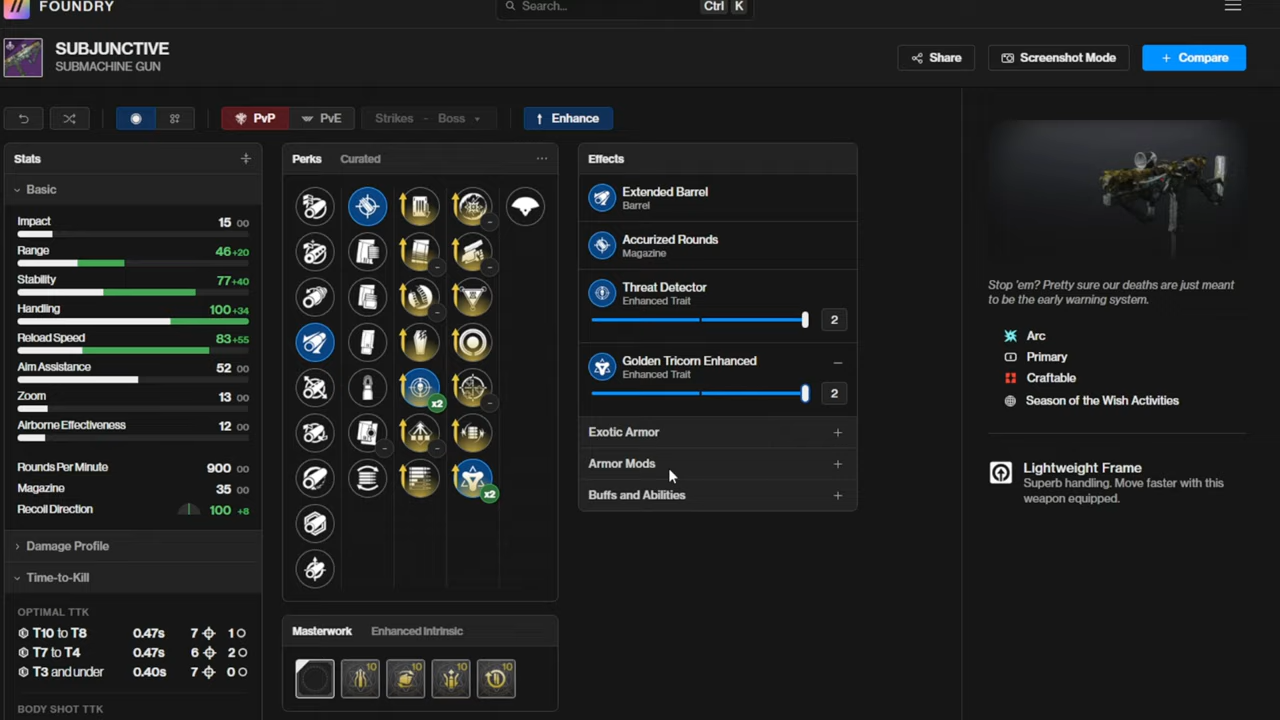 FOUNDRY
Search...
Ctrl K
SUBJUNCTIVE
SUBMACHINE GUN
Share
Screenshot Mode
+ Compare
PvP
PvE
Strikes - Boss
Enhance
Stats
Basic
Impact 15 00
Range 46 +20
Stability 77 +40
Handling 100 +34
Reload Speed 83 +55
Aim Assistance 52 00
Zoom 13 00
Airborne Effectiveness 12 00
Rounds Per Minute 900 00
Magazine 35 00
Recoil Direction 100 +8
Damage Profile
Time-to-Kill
OPTIMAL TTK
T10 to T8 0.47s 7 1
T7 to T4 0.47s 6 2
T3 and under 0.40s 7 0
BODY SHOT TTK
Perks
Curated
x2
x2
Masterwork
Enhanced Intrinsic
10
10
10
10
Effects
Extended Barrel
Barrel
Accurized Rounds
Magazine
Threat Detector
Enhanced Trait
2
Golden Tricorn Enhanced
Enhanced Trait
2
Exotic Armor
Armor Mods
Buffs and Abilities
Stop 'em? Pretty sure our deaths are just meant
to be the early warning system.
Arc
Primary
Craftable
Season of the Wish Activities
Lightweight Frame
Superb handling. Move faster with this
weapon equipped.